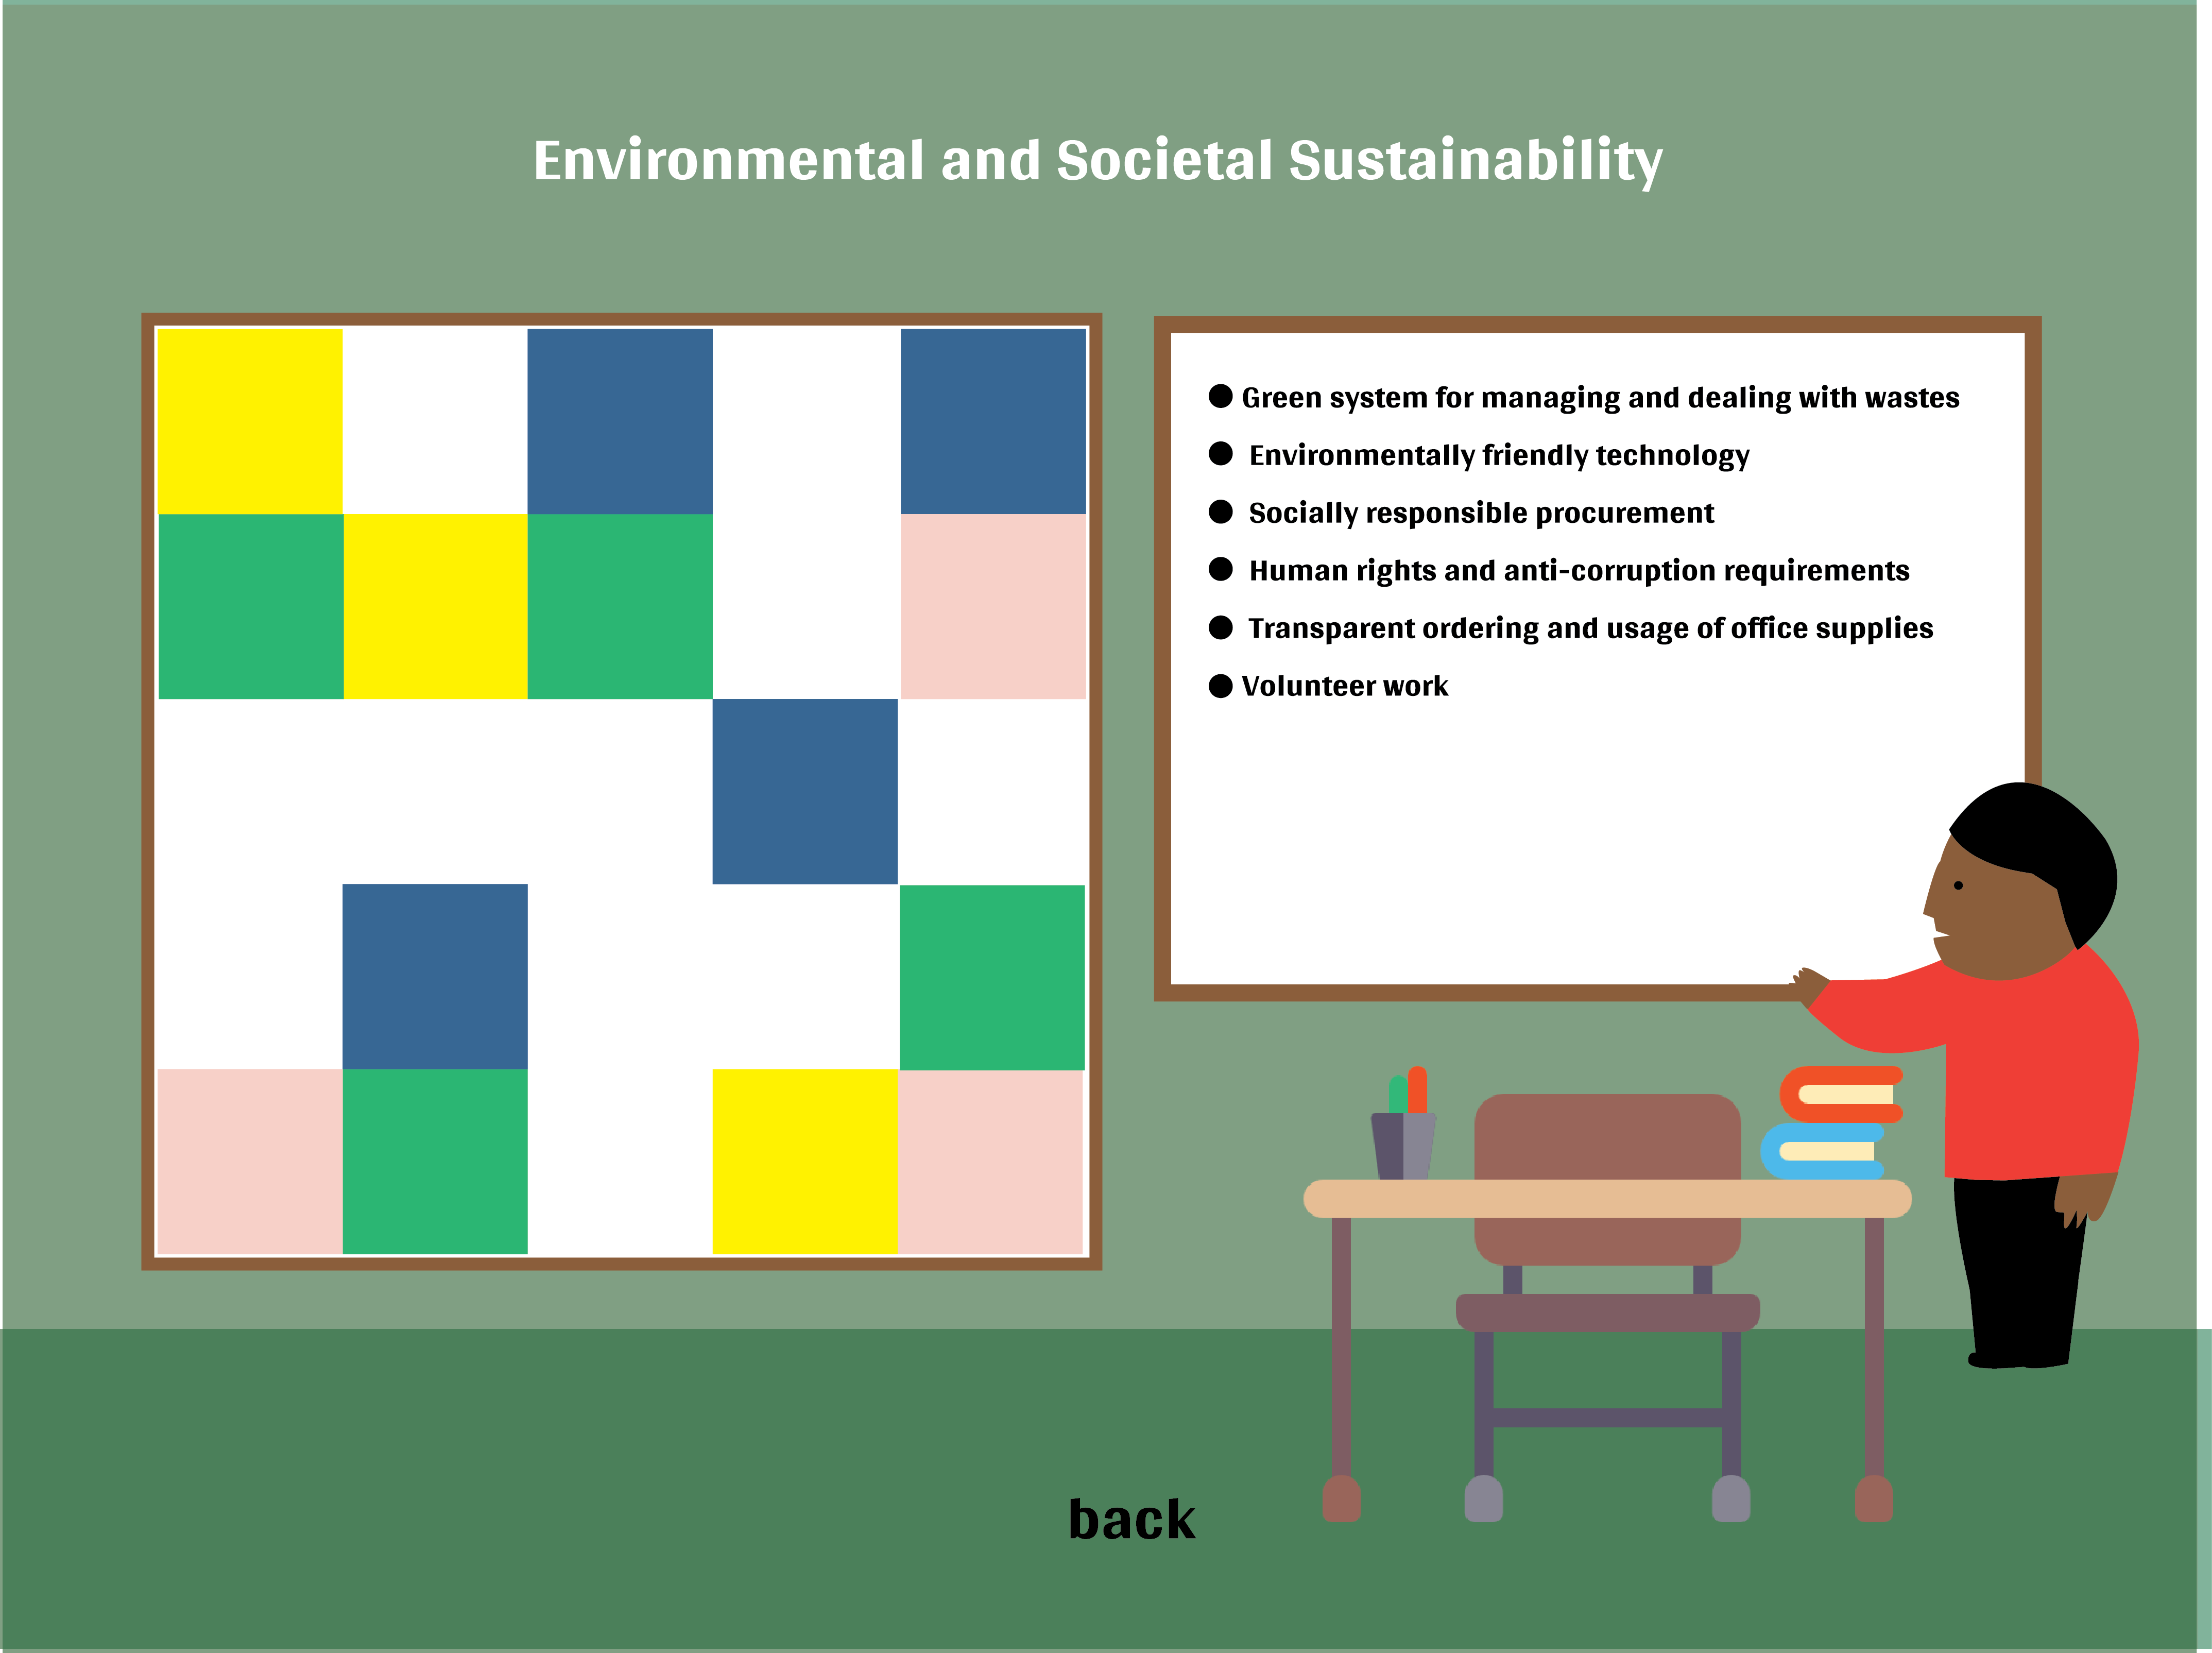 Environmental and Societal Sustainability
● Green system for managing and dealing with wastes
● Environmentally friendly technology
● Socially responsible procurement
● Human rights and anti-corruption requirements
● Transparent ordering and usage of office supplies
● Volunteer work
back